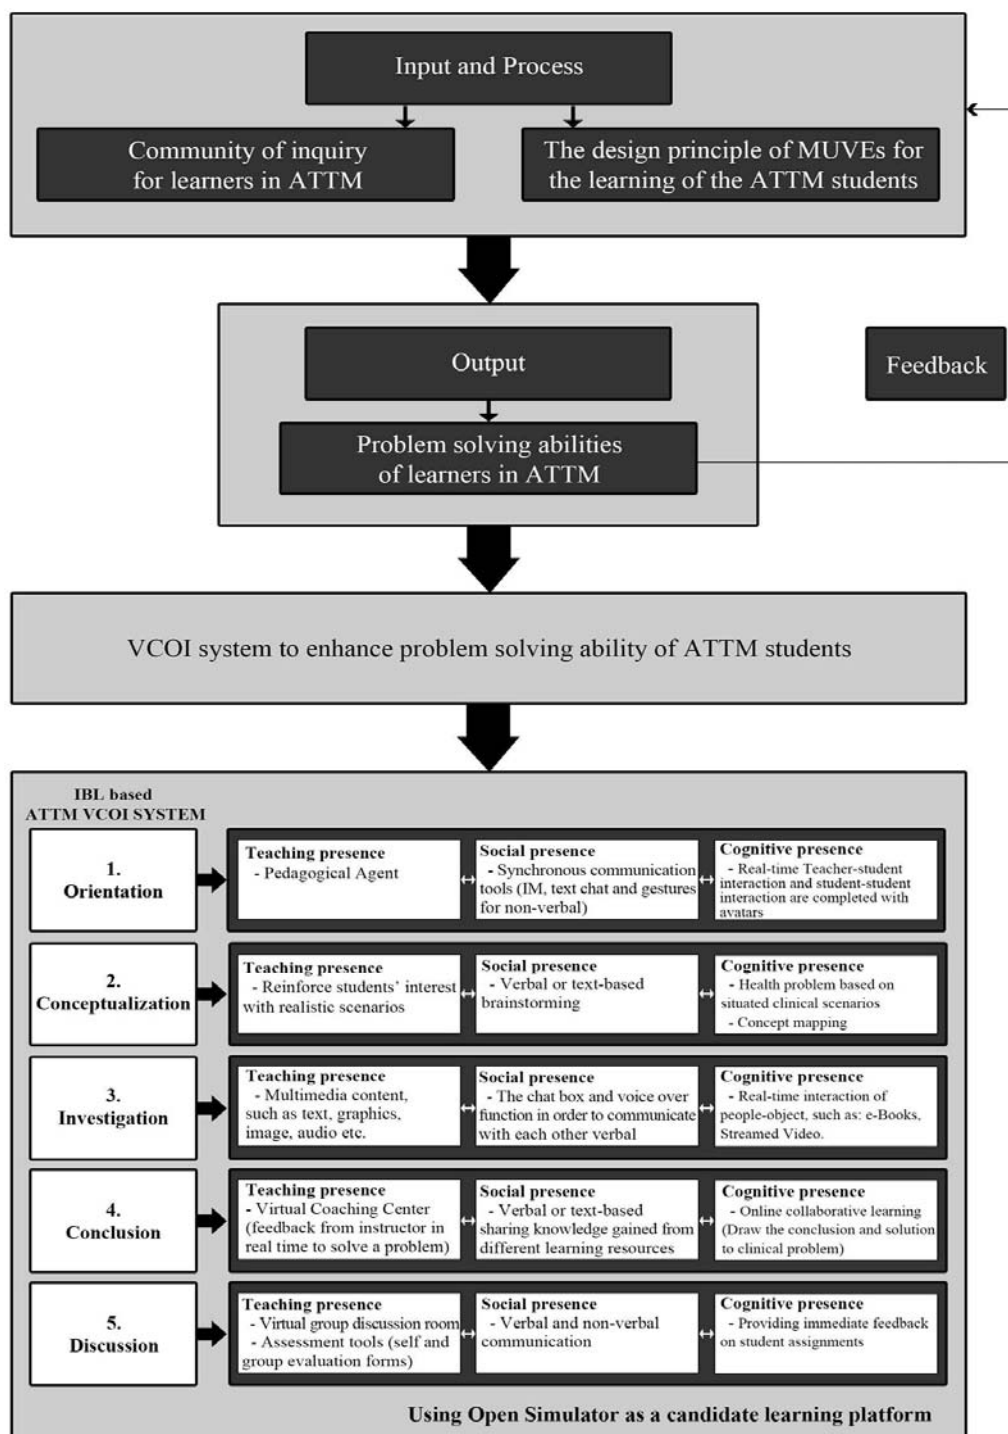 Input and Process
Community of inquiry
for learners in ATTM
The design principle of MUVEs for
the learning of the ATTM students
Output
Feedback
Problem solving abilities
of learners in ATTM
VCOI system to enhance problem solving ability of ATTM students
IBL based
ATTM VCOI SYSTEM
1.
Orientation
Teaching presence
- Pedagogical Agent
Social presence
- Synchronous communication
tools (IM, text chat and gestures
for non-verbal)
Cognitive presence
- Real-time Teacher-student
interaction and student-student
interaction are completed with
avatars
2.
Conceptualization
Teaching presence
- Reinforce students' interest
with realistic scenarios
Social presence
- Verbal or text-based
brainstorming
Cognitive presence
- Health problem based on
situated clinical scenarios
- Concept mapping
3.
Investigation
Teaching presence
- Multimedia content,
such as text, graphics,
image, audio etc.
Social presence
- The chat box and voice over
function in order to communicate
with each other verbal
Cognitive presence
- Real-time interaction of
people-object, such as: e-Books,
Streamed Video.
4.
Conclusion
Teaching presence
- Virtual Coaching Center
(feedback from instructor in
real time to solve a problem)
Social presence
- Verbal or text-based
sharing knowledge gained from
different learning resources
Cognitive presence
- Online collaborative learning
(Draw the conclusion and solution
to clinical problem)
5.
Discussion
Teaching presence
- Virtual group discussion room
- Assessment tools (self and
group evaluation forms)
Social presence
- Verbal and non-verbal
communication
Cognitive presence
- Providing immediate feedback
on student assignments
Using Open Simulator as a candidate learning platform